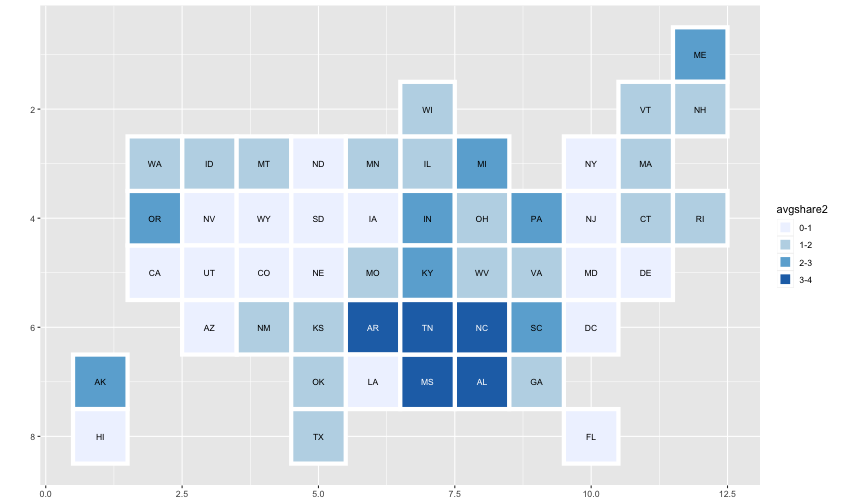 ME
2 WI VT NH
WA ID MT ND MN IL MI NY MA
avgshare2
4 OR NV WY SD IA IN OH PA NJ CT RI
0-1
1-2
2-3
3-4
CA UT CO NE MO KY WV VA MD DE
6 AZ NM KS AR TN NC SC DC
AK OK LA MS AL GA
8 HI TX FL
0.0 2.5 5.0 7.5 10.0 12.5